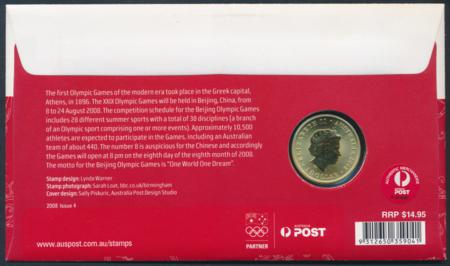 The first Olympic Games of the modern era took place in the Greek capital,
Athens, in 1896. The XXIX Olympic Games will be held in Beijing, China, from
8 to 24 August 2008. The competition schedule for the Beijing Olympic Games
includes 28 different summer sports with a total of 38 disciplines (a branch
of an Olympic sport comprising one or more events). Approximately 10,500
athletes are expected to participate in the Games, including an Australian
team of about 440. The number 8 is auspicious for the Chinese and accordingly
the Games will open at 8 pm on the eighth day of the eighth month of 2008.
The motto for the Beijing Olympic Games is "One World One Dream".
Stamp design: Lynda Warner
Stamp photograph: Sarah Loat, bbc.co.uk/birmingham
Cover design: Sally Piskuric, Australia Post Design Studio
2008 Issue 4
ELIZABETH II
POST
RRP $14.95
www.auspost.com.au/stamps
PARTNER
POST
9 312650 359041